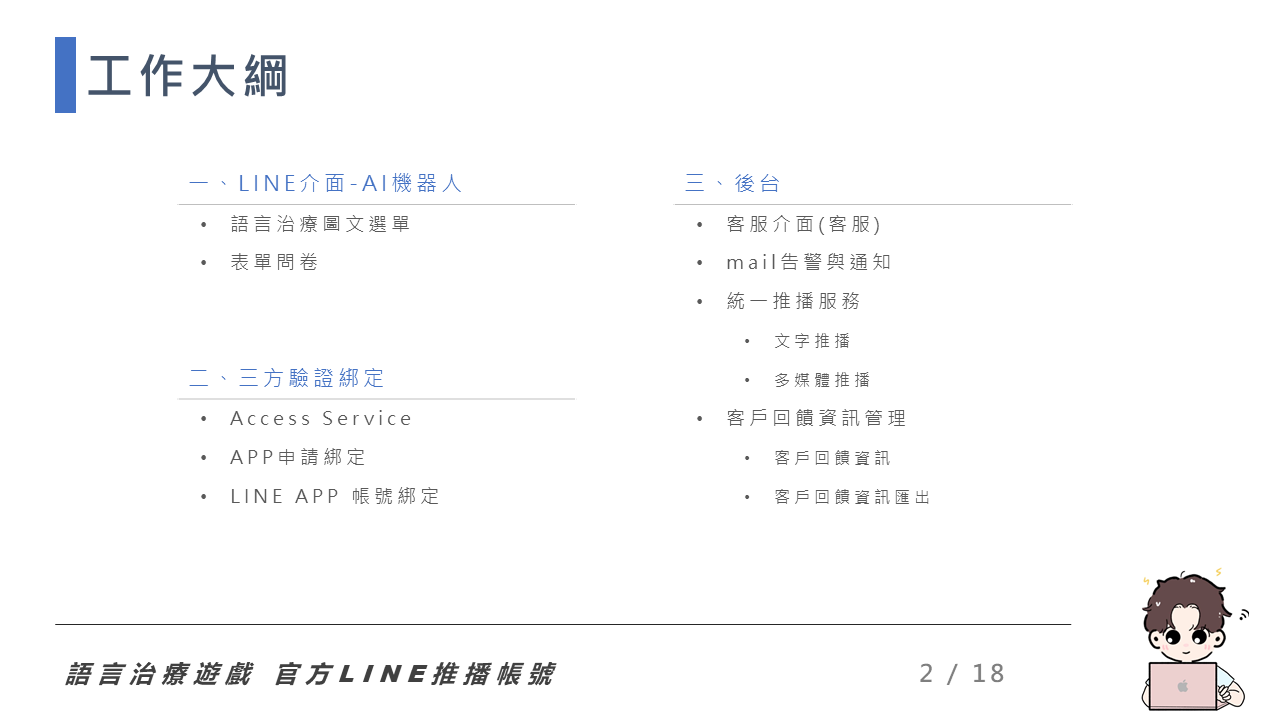 工作大綱
一、LINE介面-AI機器人
• 語言治療圖文選單
• 表單問卷
二、三方驗證綁定
• Access Service
• APP申請綁定
• LINE APP 帳號綁定
三、後台
• 客服介面(客服)
• mail告警與通知
• 統一推播服務
• 文字推播
• 多媒體推播
• 客戶回饋資訊管理
• 客戶回饋資訊
• 客戶回饋資訊匯出
語言治療遊戲 官方LINE推播帳號
2 / 18